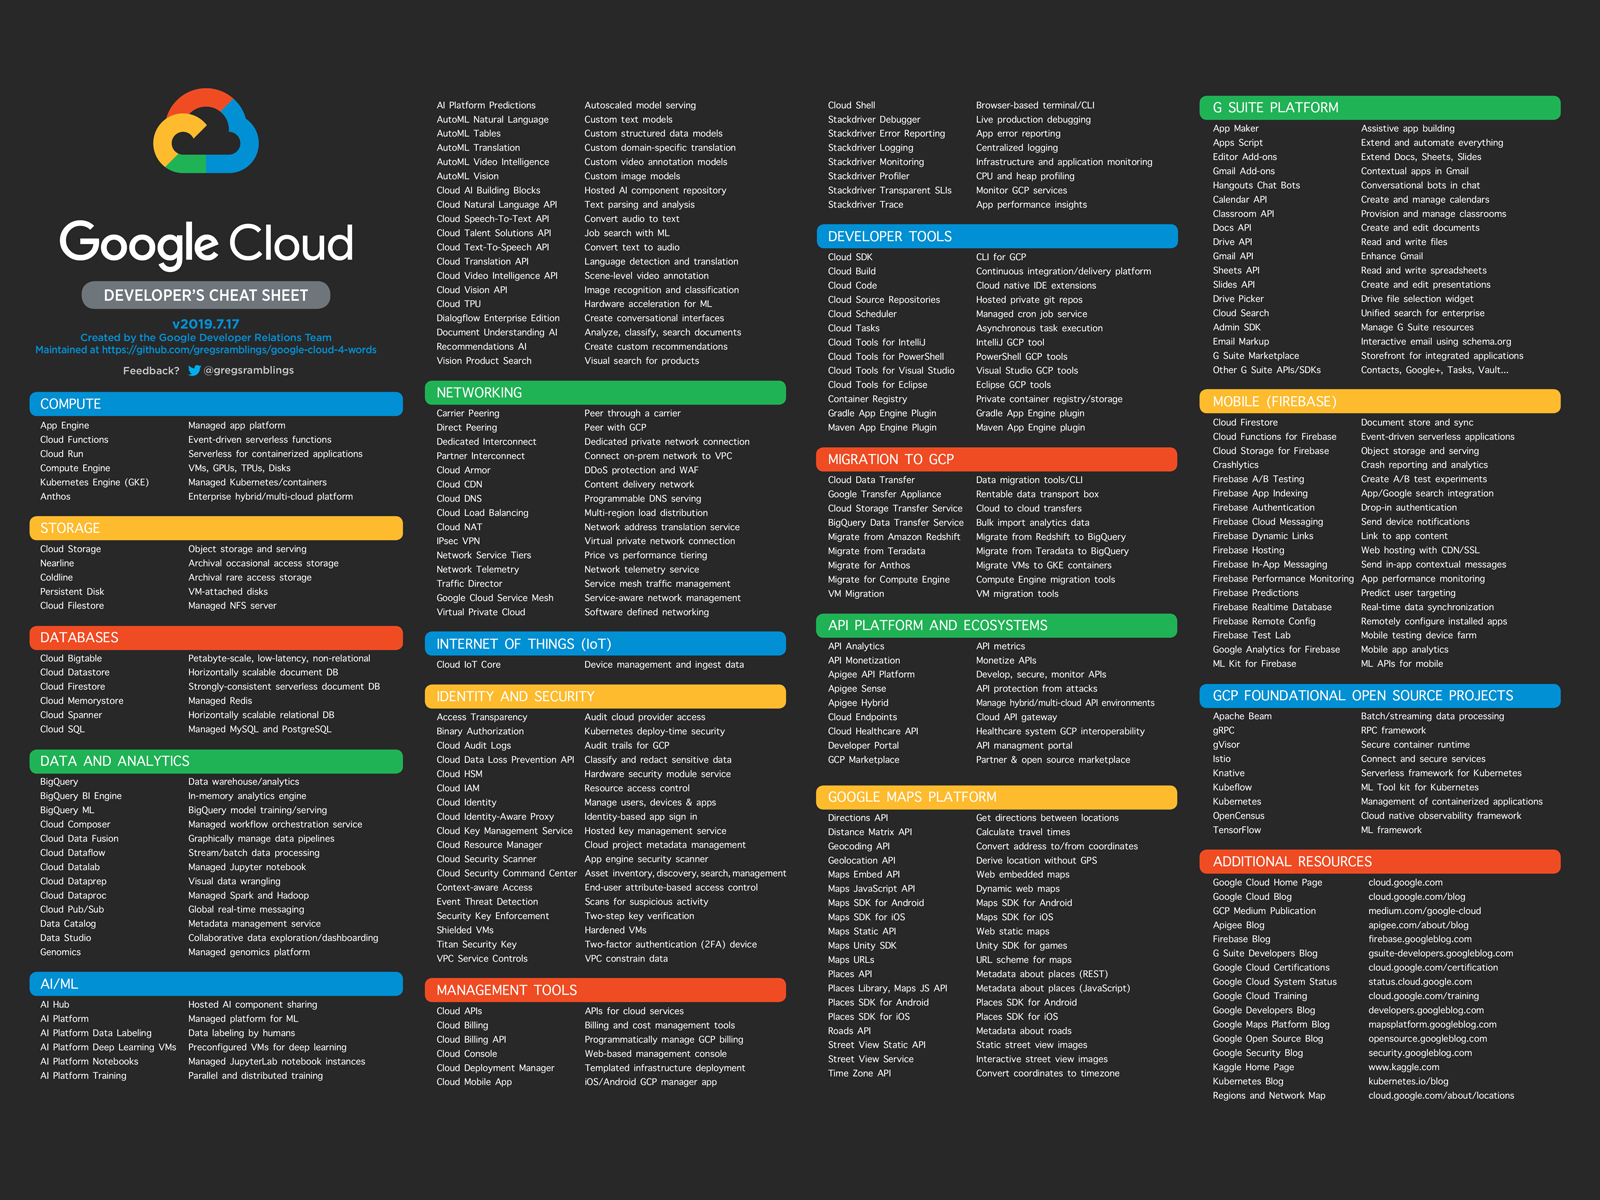 Google Cloud
DEVELOPER'S CHEAT SHEET
v2019.7.17
Created by the Google Developer Relations Team
Maintained at https://github.com/gregsramblings/google-cloud-4-words
Feedback? @gregsramblings
COMPUTE
App Engine Managed app platform
Cloud Functions Event-driven serverless functions
Cloud Run Serverless for containerized applications
Compute Engine VMs, GPUs, TPUs, Disks
Kubernetes Engine (GKE) Managed Kubernetes/containers
Anthos Enterprise hybrid/multi-cloud platform
STORAGE
Cloud Storage Object storage and serving
Nearline Archival occasional access storage
Coldline Archival rare access storage
Persistent Disk VM-attached disks
Cloud Filestore Managed NFS server
DATABASES
Cloud Bigtable Petabyte-scale, low-latency, non-relational
Cloud Datastore Horizontally scalable document DB
Cloud Firestore Strongly-consistent serverless document DB
Cloud Memorystore Managed Redis
Cloud Spanner Horizontally scalable relational DB
Cloud SQL Managed MySQL and PostgreSQL
DATA AND ANALYTICS
BigQuery Data warehouse/analytics
BigQuery BI Engine In-memory analytics engine
BigQuery ML BigQuery model training/serving
Cloud Composer Managed workflow orchestration service
Cloud Data Fusion Graphically manage data pipelines
Cloud Dataflow Stream/batch data processing
Cloud Datalab Managed Jupyter notebook
Cloud Dataprep Visual data wrangling
Cloud Dataproc Managed Spark and Hadoop
Cloud Pub/Sub Global real-time messaging
Data Catalog Metadata management service
Data Studio Collaborative data exploration/dashboarding
Genomics Managed genomics platform
AI/ML
AI Hub Hosted AI component sharing
AI Platform Managed platform for ML
AI Platform Data Labeling Data labeling by humans
AI Platform Deep Learning VMs Preconfigured VMs for deep learning
AI Platform Notebooks Managed JupyterLab notebook instances
AI Platform Training Parallel and distributed training
AI Platform Predictions Autoscaled model serving
AutoML Natural Language Custom text models
AutoML Tables Custom structured data models
AutoML Translation Custom domain-specific translation
AutoML Video Intelligence Custom video annotation models
AutoML Vision Custom image models
Cloud AI Building Blocks Hosted AI component repository
Cloud Natural Language API Text parsing and analysis
Cloud Speech-To-Text API Convert audio to text
Cloud Talent Solutions API Job search with ML
Cloud Text-To-Speech API Convert text to audio
Cloud Translation API Language detection and translation
Cloud Video Intelligence API Scene-level video annotation
Cloud Vision API Image recognition and classification
Cloud TPU Hardware acceleration for ML
Dialogflow Enterprise Edition Create conversational interfaces
Document Understanding AI Analyze, classify, search documents
Recommendations AI Create custom recommendations
Vision Product Search Visual search for products
NETWORKING
Carrier Peering Peer through a carrier
Direct Peering Peer with GCP
Dedicated Interconnect Dedicated private network connection
Partner Interconnect Connect on-prem network to VPC
Cloud Armor DDoS protection and WAF
Cloud CDN Content delivery network
Cloud DNS Programmable DNS serving
Cloud Load Balancing Multi-region load distribution
Cloud NAT Network address translation service
IPsec VPN Virtual private network connection
Network Service Tiers Price vs performance tiering
Network Telemetry Network telemetry service
Traffic Director Service mesh traffic management
Google Cloud Service Mesh Service-aware network management
Virtual Private Cloud Software defined networking
INTERNET OF THINGS (IoT)
Cloud IoT Core Device management and ingest data
IDENTITY AND SECURITY
Access Transparency Audit cloud provider access
Binary Authorization Kubernetes deploy-time security
Cloud Audit Logs Audit trails for GCP
Cloud Data Loss Prevention API Classify and redact sensitive data
Cloud HSM Hardware security module service
Cloud IAM Resource access control
Cloud Identity Manage users, devices & apps
Cloud Identity-Aware Proxy Identity-based app sign in
Cloud Key Management Service Hosted key management service
Cloud Resource Manager Cloud project metadata management
Cloud Security Scanner App engine security scanner
Cloud Security Command Center Asset inventory, discovery, search, management
Context-aware Access End-user attribute-based access control
Event Threat Detection Scans for suspicious activity
Security Key Enforcement Two-step key verification
Shielded VMs Hardened VMs
Titan Security Key Two-factor authentication (2FA) device
VPC Service Controls VPC constrain data
MANAGEMENT TOOLS
Cloud APIs APIs for cloud services
Cloud Billing Billing and cost management tools
Cloud Billing API Programmatically manage GCP billing
Cloud Console Web-based management console
Cloud Deployment Manager Templated infrastructure deployment
Cloud Mobile App iOS/Android GCP manager app
Cloud Shell Browser-based terminal/CLI
Stackdriver Debugger Live production debugging
Stackdriver Error Reporting App error reporting
Stackdriver Logging Centralized logging
Stackdriver Monitoring Infrastructure and application monitoring
Stackdriver Profiler CPU and heap profiling
Stackdriver Transparent SLIs Monitor GCP services
Stackdriver Trace App performance insights
DEVELOPER TOOLS
Cloud SDK CLI for GCP
Cloud Build Continuous integration/delivery platform
Cloud Code Cloud native IDE extensions
Cloud Source Repositories Hosted private git repos
Cloud Scheduler Managed cron job service
Cloud Tasks Asynchronous task execution
Cloud Tools for IntelliJ IntelliJ GCP tool
Cloud Tools for PowerShell PowerShell GCP tools
Cloud Tools for Visual Studio Visual Studio GCP tools
Cloud Tools for Eclipse Eclipse GCP tools
Container Registry Private container registry/storage
Gradle App Engine Plugin Gradle App Engine plugin
Maven App Engine Plugin Maven App Engine plugin
MIGRATION TO GCP
Cloud Data Transfer Data migration tools/CLI
Google Transfer Appliance Rentable data transport box
Cloud Storage Transfer Service Cloud to cloud transfers
BigQuery Data Transfer Service Bulk import analytics data
Migrate from Amazon Redshift Migrate from Redshift to BigQuery
Migrate from Teradata Migrate from Teradata to BigQuery
Migrate for Anthos Migrate VMs to GKE containers
Migrate for Compute Engine Compute Engine migration tools
VM Migration VM migration tools
API PLATFORM AND ECOSYSTEMS
API Analytics API metrics
API Monetization Monetize APIs
Apigee API Platform Develop, secure, monitor APIs
Apigee Sense API protection from attacks
Apigee Hybrid Manage hybrid/multi-cloud API environments
Cloud Endpoints Cloud API gateway
Cloud Healthcare API Healthcare system GCP interoperability
Developer Portal API managment portal
GCP Marketplace Partner & open source marketplace
GOOGLE MAPS PLATFORM
Directions API Get directions between locations
Distance Matrix API Calculate travel times
Geocoding API Convert address to/from coordinates
Geolocation API Derive location without GPS
Maps Embed API Web embedded maps
Maps JavaScript API Dynamic web maps
Maps SDK for Android Maps SDK for Android
Maps SDK for iOS Maps SDK for iOS
Maps Static API Web static maps
Maps Unity SDK Unity SDK for games
Maps URLs URL scheme for maps
Places API Metadata about places (REST)
Places Library, Maps JS API Metadata about places (JavaScript)
Places SDK for Android Places SDK for Android
Places SDK for iOS Places SDK for iOS
Roads API Metadata about roads
Street View Static API Static street view images
Street View Service Interactive street view images
Time Zone API Convert coordinates to timezone
G SUITE PLATFORM
App Maker Assistive app building
Apps Script Extend and automate everything
Editor Add-ons Extend Docs, Sheets, Slides
Gmail Add-ons Contextual apps in Gmail
Hangouts Chat Bots Conversational bots in chat
Calendar API Create and manage calendars
Classroom API Provision and manage classrooms
Docs API Create and edit documents
Drive API Read and write files
Gmail API Enhance Gmail
Sheets API Read and write spreadsheets
Slides API Create and edit presentations
Drive Picker Drive file selection widget
Cloud Search Unified search for enterprise
Admin SDK Manage G Suite resources
Email Markup Interactive email using schema.org
G Suite Marketplace Storefront for integrated applications
Other G Suite APIs/SDKs Contacts, Google+, Tasks, Vault...
MOBILE (FIREBASE)
Cloud Firestore Document store and sync
Cloud Functions for Firebase Event-driven serverless applications
Cloud Storage for Firebase Object storage and serving
Crashlytics Crash reporting and analytics
Firebase A/B Testing Create A/B test experiments
Firebase App Indexing App/Google search integration
Firebase Authentication Drop-in authentication
Firebase Cloud Messaging Send device notifications
Firebase Dynamic Links Link to app content
Firebase Hosting Web hosting with CDN/SSL
Firebase In-App Messaging Send in-app contextual messages
Firebase Performance Monitoring App performance monitoring
Firebase Predictions Predict user targeting
Firebase Realtime Database Real-time data synchronization
Firebase Remote Config Remotely configure installed apps
Firebase Test Lab Mobile testing device farm
Google Analytics for Firebase Mobile app analytics
ML Kit for Firebase ML APIs for mobile
GCP FOUNDATIONAL OPEN SOURCE PROJECTS
Apache Beam Batch/streaming data processing
gRPC RPC framework
gVisor Secure container runtime
Istio Connect and secure services
Knative Serverless framework for Kubernetes
Kubeflow ML Tool kit for Kubernetes
Kubernetes Management of containerized applications
OpenCensus Cloud native observability framework
TensorFlow ML framework
ADDITIONAL RESOURCES
Google Cloud Home Page cloud.google.com
Google Cloud Blog cloud.google.com/blog
GCP Medium Publication medium.com/google-cloud
Apigee Blog apigee.com/about/blog
Firebase Blog firebase.googleblog.com
G Suite Developers Blog gsuite-developers.googleblog.com
Google Cloud Certifications cloud.google.com/certification
Google Cloud System Status status.cloud.google.com
Google Cloud Training cloud.google.com/training
Google Developers Blog developers.googleblog.com
Google Maps Platform Blog mapsplatform.googleblog.com
Google Open Source Blog opensource.googleblog.com
Google Security Blog security.googleblog.com
Kaggle Home Page www.kaggle.com
Kubernetes Blog kubernetes.io/blog
Regions and Network Map cloud.google.com/about/locations